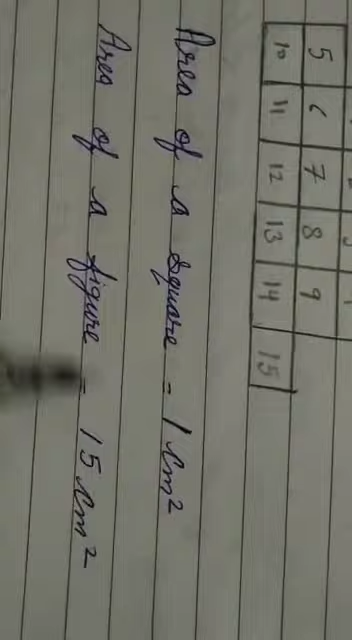 5 6 7 8 9
10 11 12 13 14 15
Area of a square = 1 cm²
Area of a figure = 15 cm²